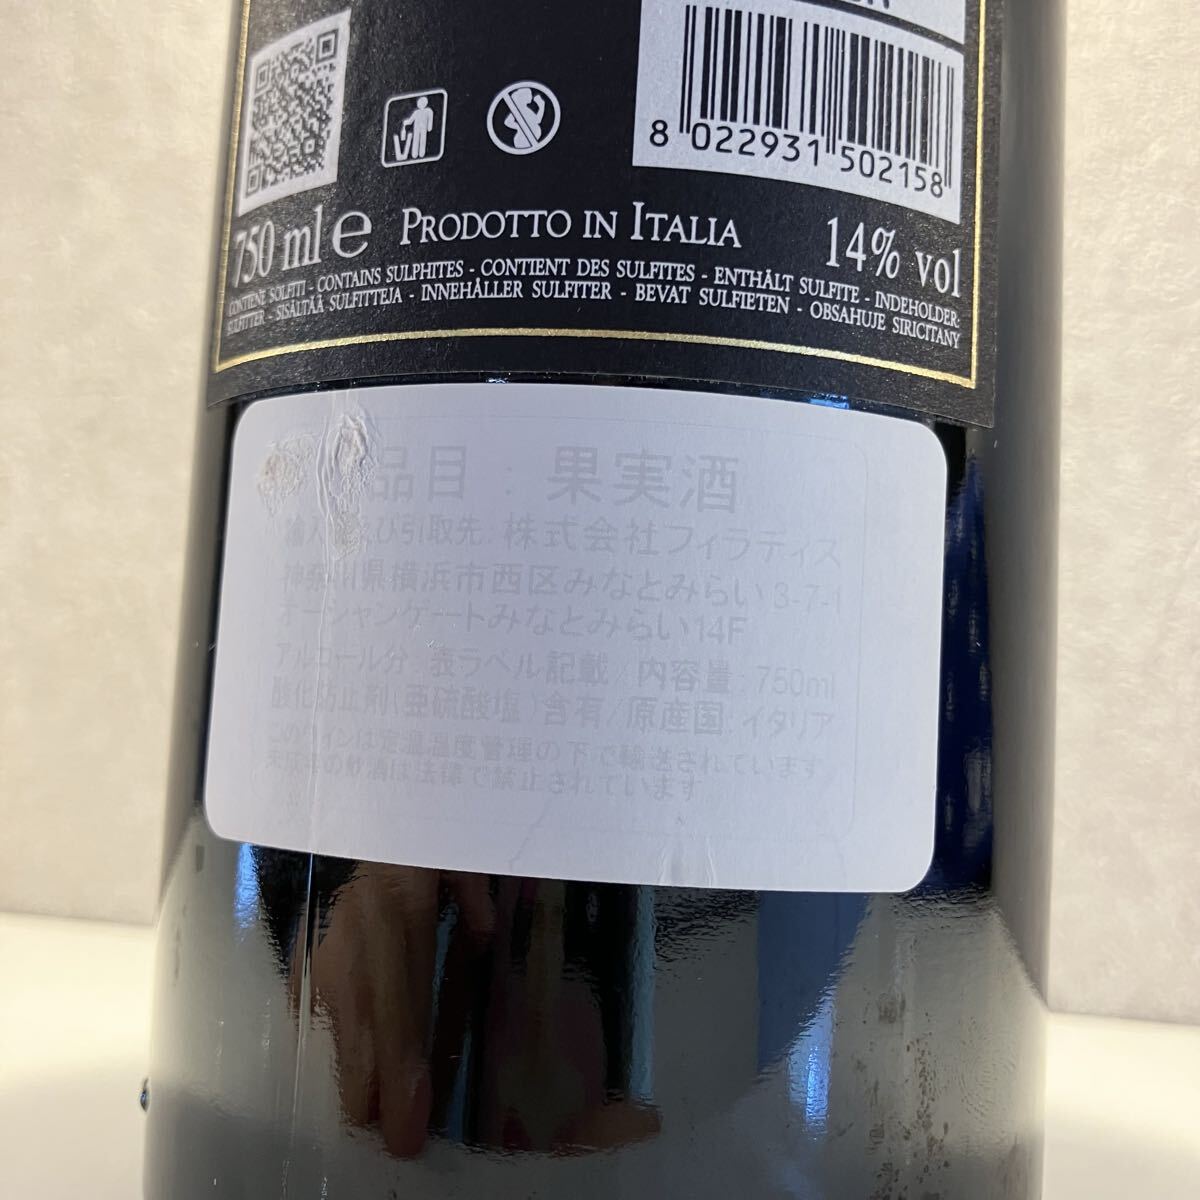 8 022931 502158
750 ml e PRODOTTO IN ITALIA 14% vol
CONTIENE SOLFITI - CONTAINS SULPHITES - CONTIENT DES SULFITES - ENTHÄLT SULFITE - INDEHOLDER:
SULFITTER - SISÄLTÄÄ SULFITTEJA - INNEHÅLLER SULFITER - BEVAT SULFIETEN - OBSAHUJE SIRICITANY
品目：果実酒
輸入 び引取先: 株式会社フィラディス
神奈川県横浜市西区みなとみらい3-7-1
オーシャンゲートみなとみらい14F
アルコール分: 表ラベル記載/内容量: 750ml
酸化防止剤(亜硫酸塩)含有/原産国: イタリア
このワインは定温温度管理の下で輸送されています
の飲酒は法律で禁止されています